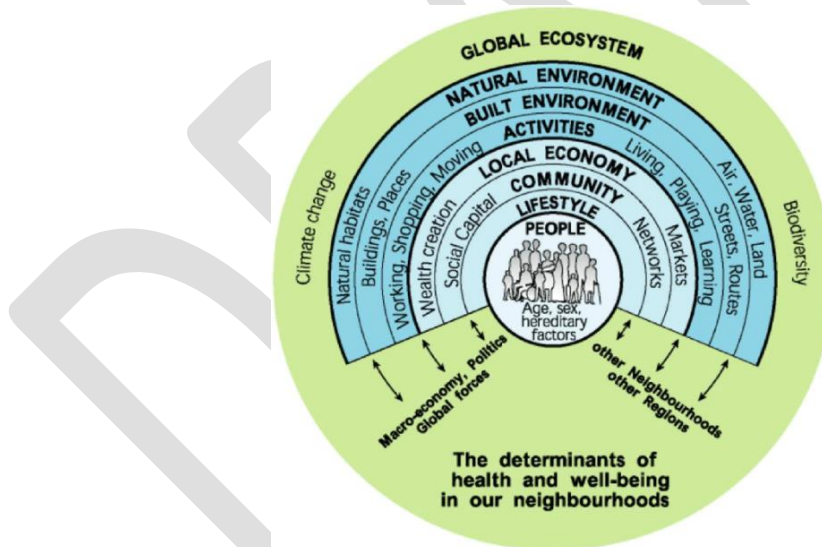 GLOBAL ECOSYSTEM
NATURAL ENVIRONMENT
BUILT ENVIRONMENT
ACTIVITIES
LOCAL ECONOMY
COMMUNITY
LIFESTYLE
PEOPLE
Age, sex,
hereditary
factors
Climate change
Natural habitats
Buildings, Places
Working, Shopping, Moving
Wealth creation
Social Capital
Networks
Markets
Living, Playing, Learning
Streets, Routes
Air, Water, Land
Biodiversity
Macro-economy, Politics
Global forces
other Neighbourhoods
other Regions
The determinants of
health and well-being
in our neighbourhoods